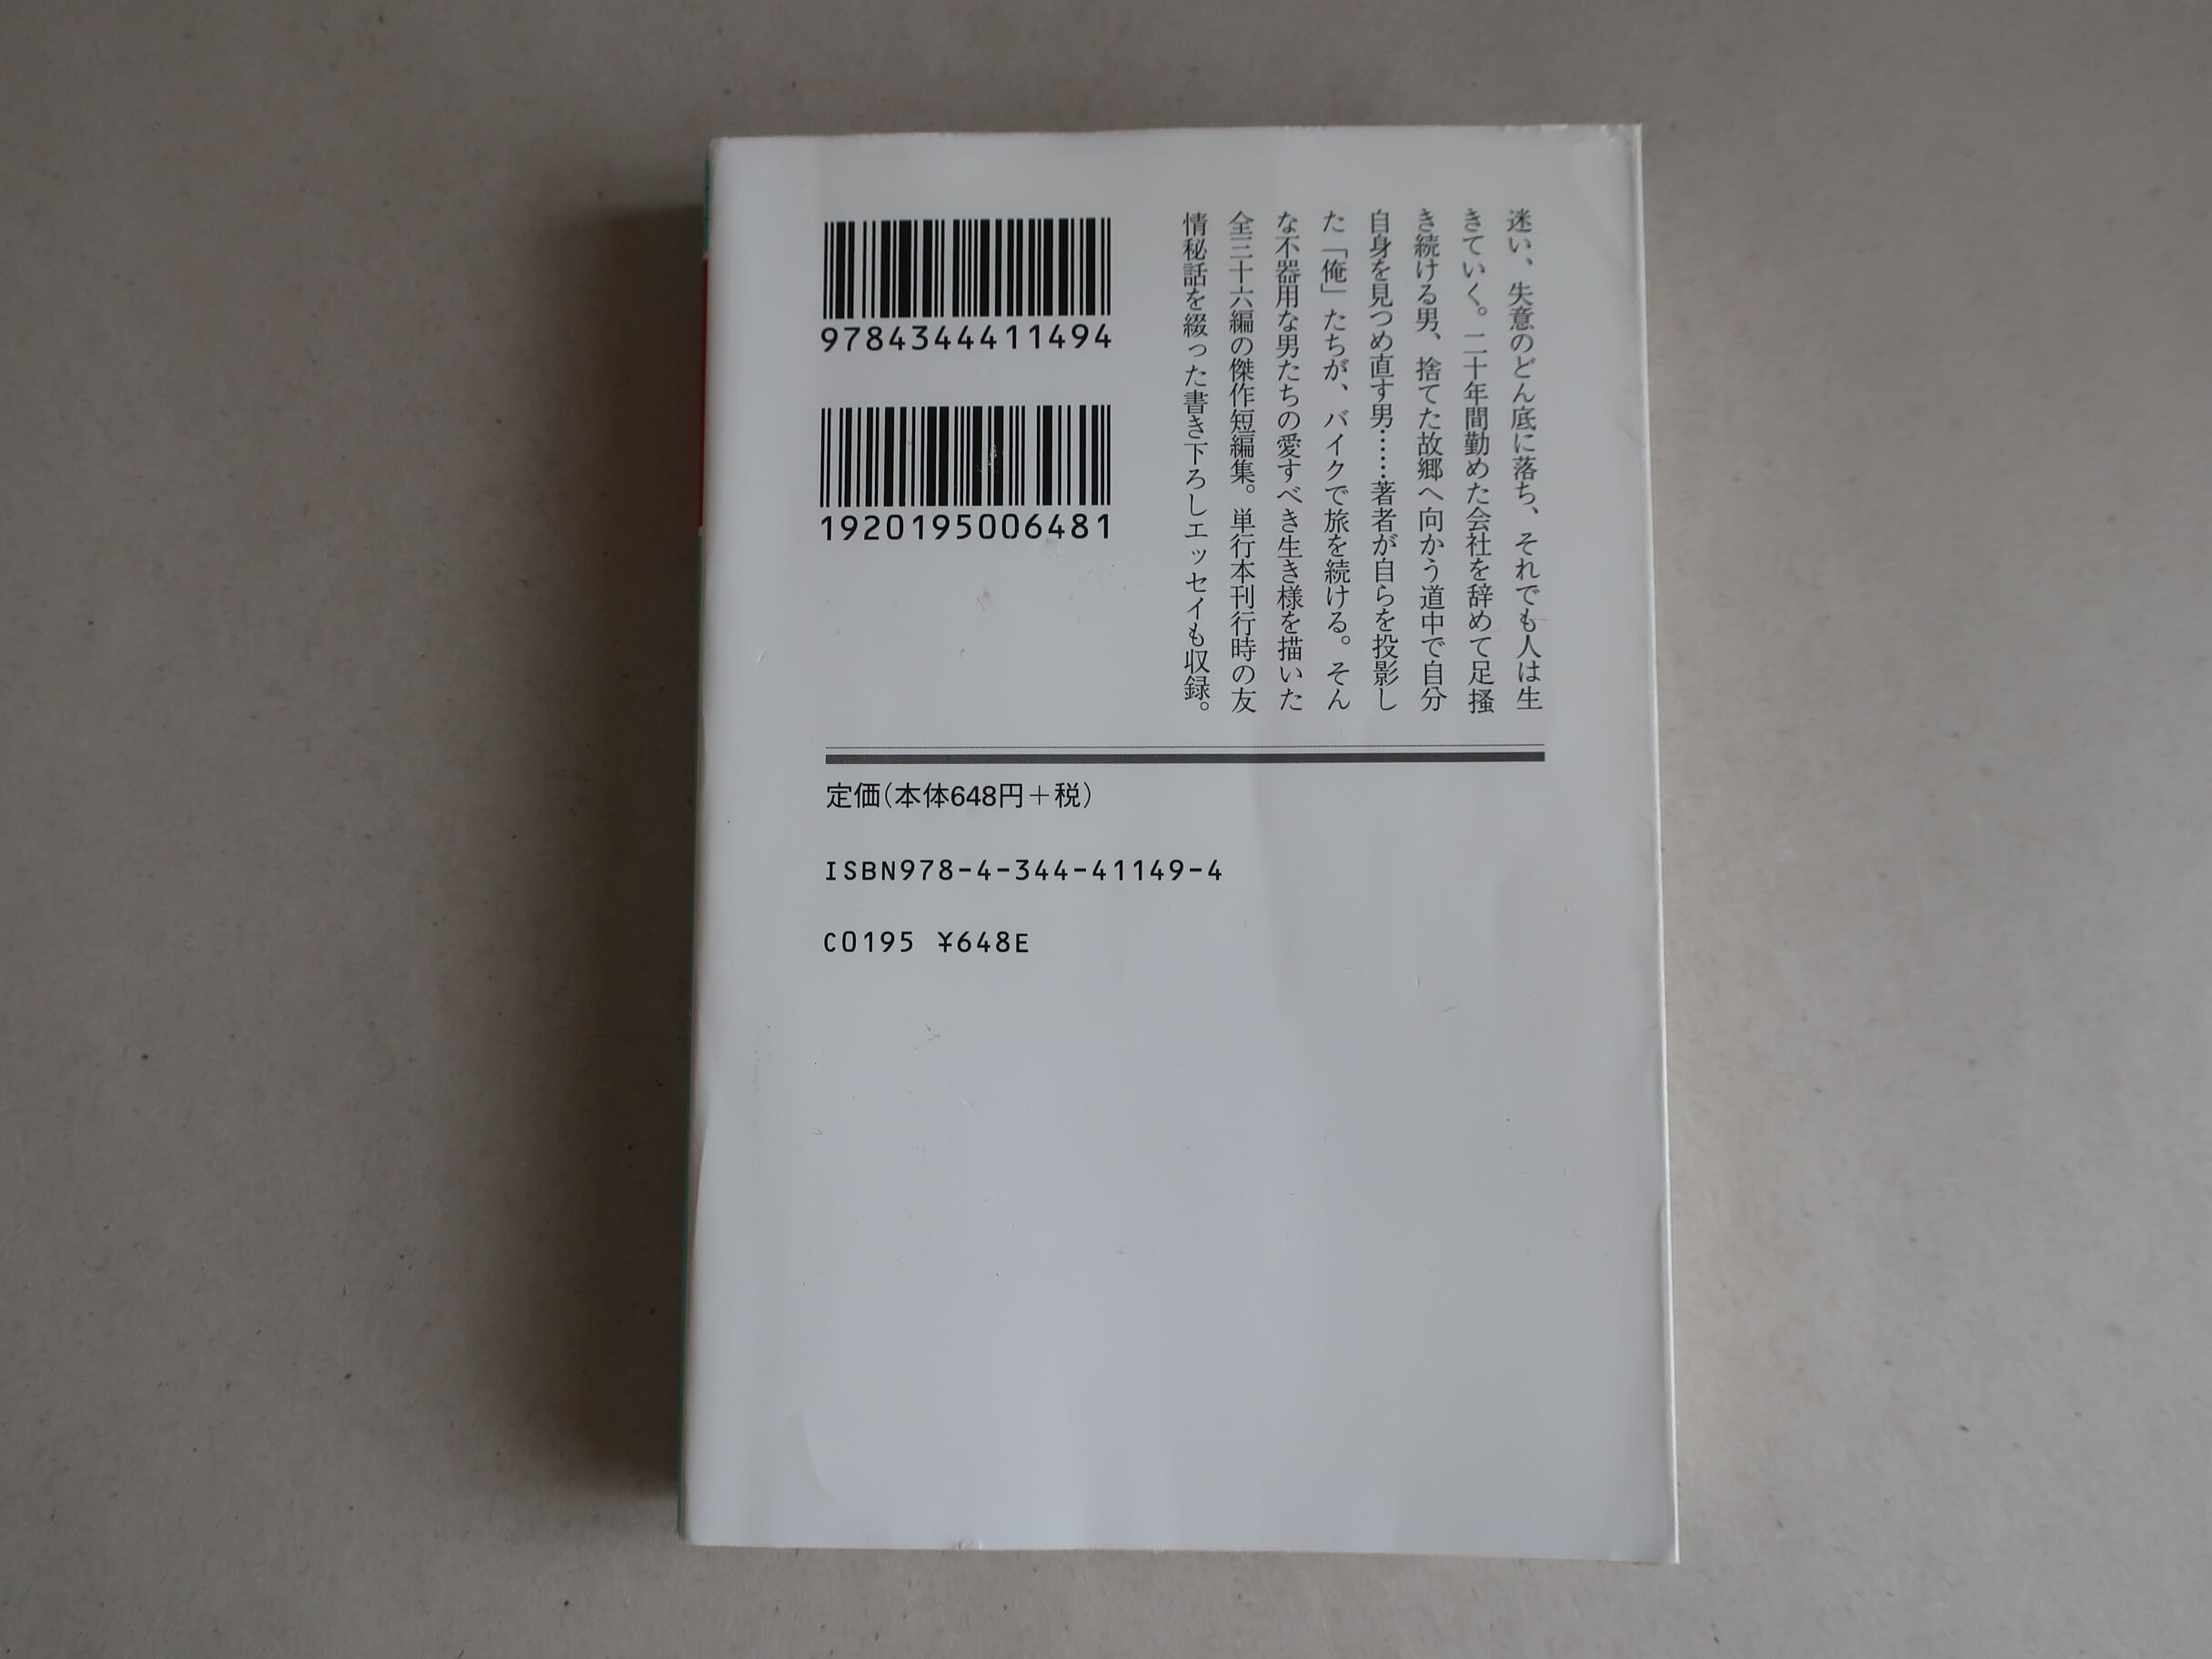 迷い、失意のどん底に落ち、それでも人は生
きていく。二十年間勤めた会社を辞めて足搔
き続ける男、捨てた故郷へ向かう道中で自分
自身を見つめ直す男……著者が自らを投影し
た「俺」たちが、バイクで旅を続ける。そん
な不器用な男たちの愛すべき生き様を描いた
全三十六編の傑作短編集。単行本刊行時の友
情秘話を綴った書き下ろしエッセイも収録。
9784344411494
1920195006481
定価(本体648円+税)
ISBN978-4-344-41149-4
C0195 ¥648E